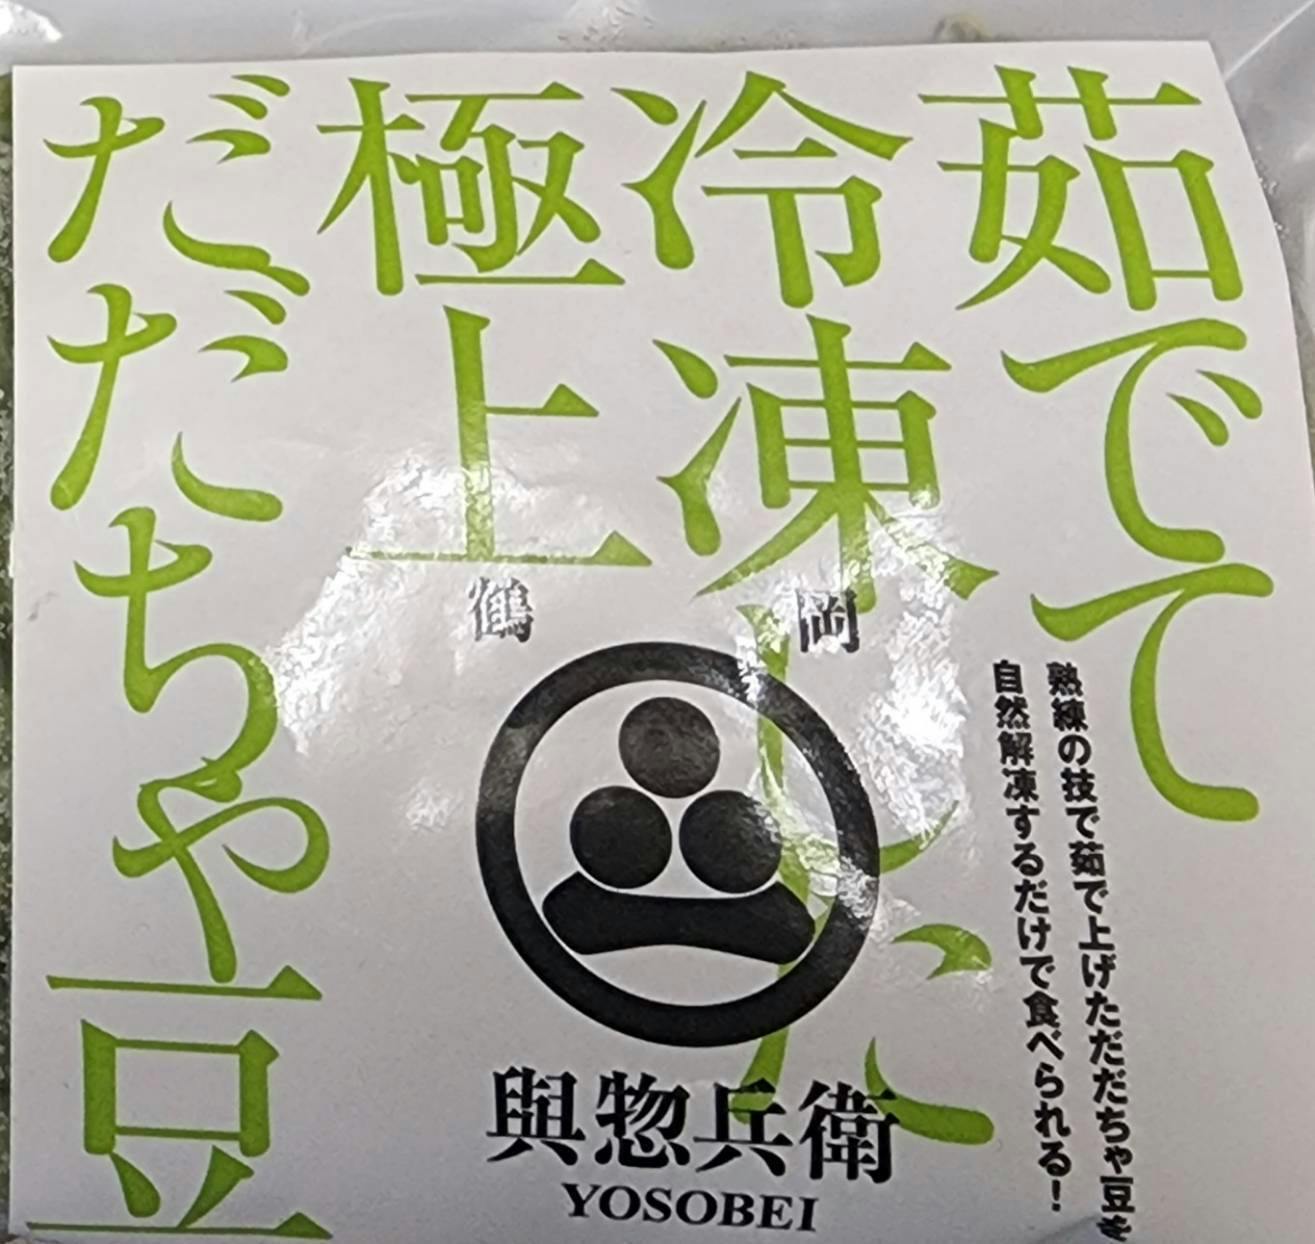 茹でて
冷凍した
極上
だだちゃ豆
熟練の技で茹で上げただだちゃ豆を
自然解凍するだけで食べられる！
鶴岡
與惣兵衛
YOSOBEI